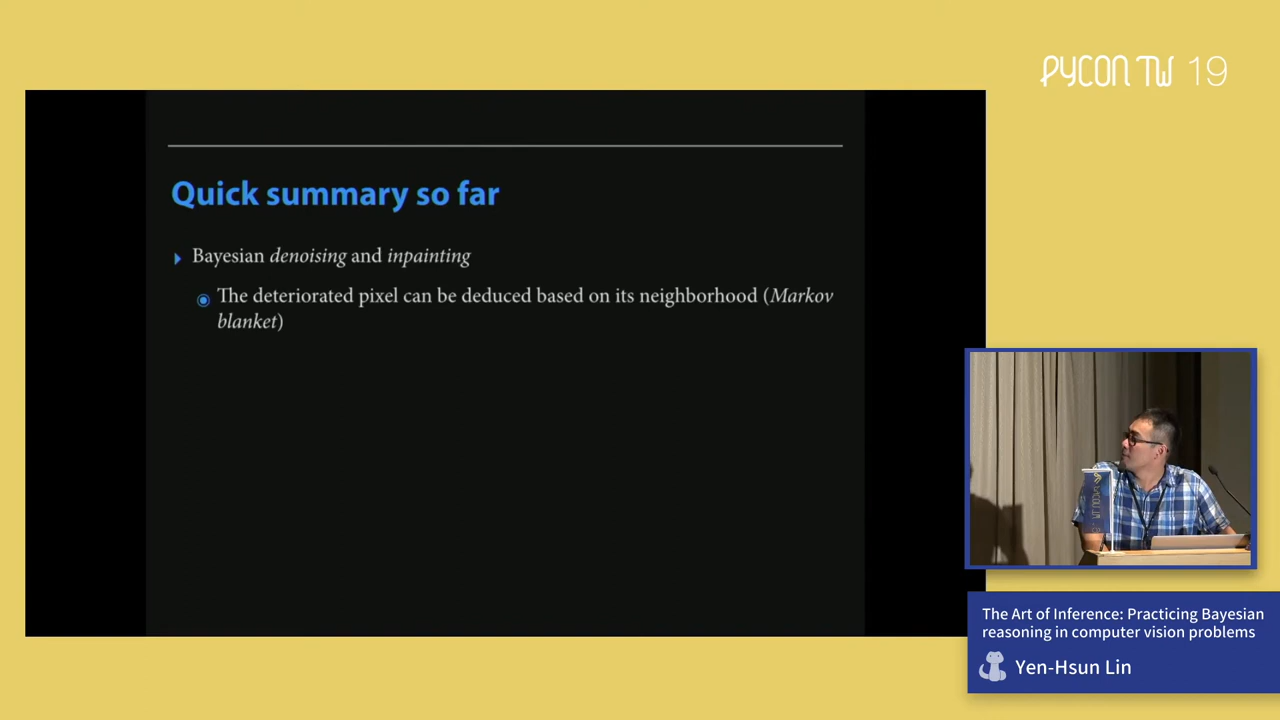 PYCON TW 19
Quick summary so far
Bayesian denoising and inpainting
The deteriorated pixel can be deduced based on its neighborhood (Markov
blanket)
The Art of Inference: Practicing Bayesian
reasoning in computer vision problems
Yen-Hsun Lin